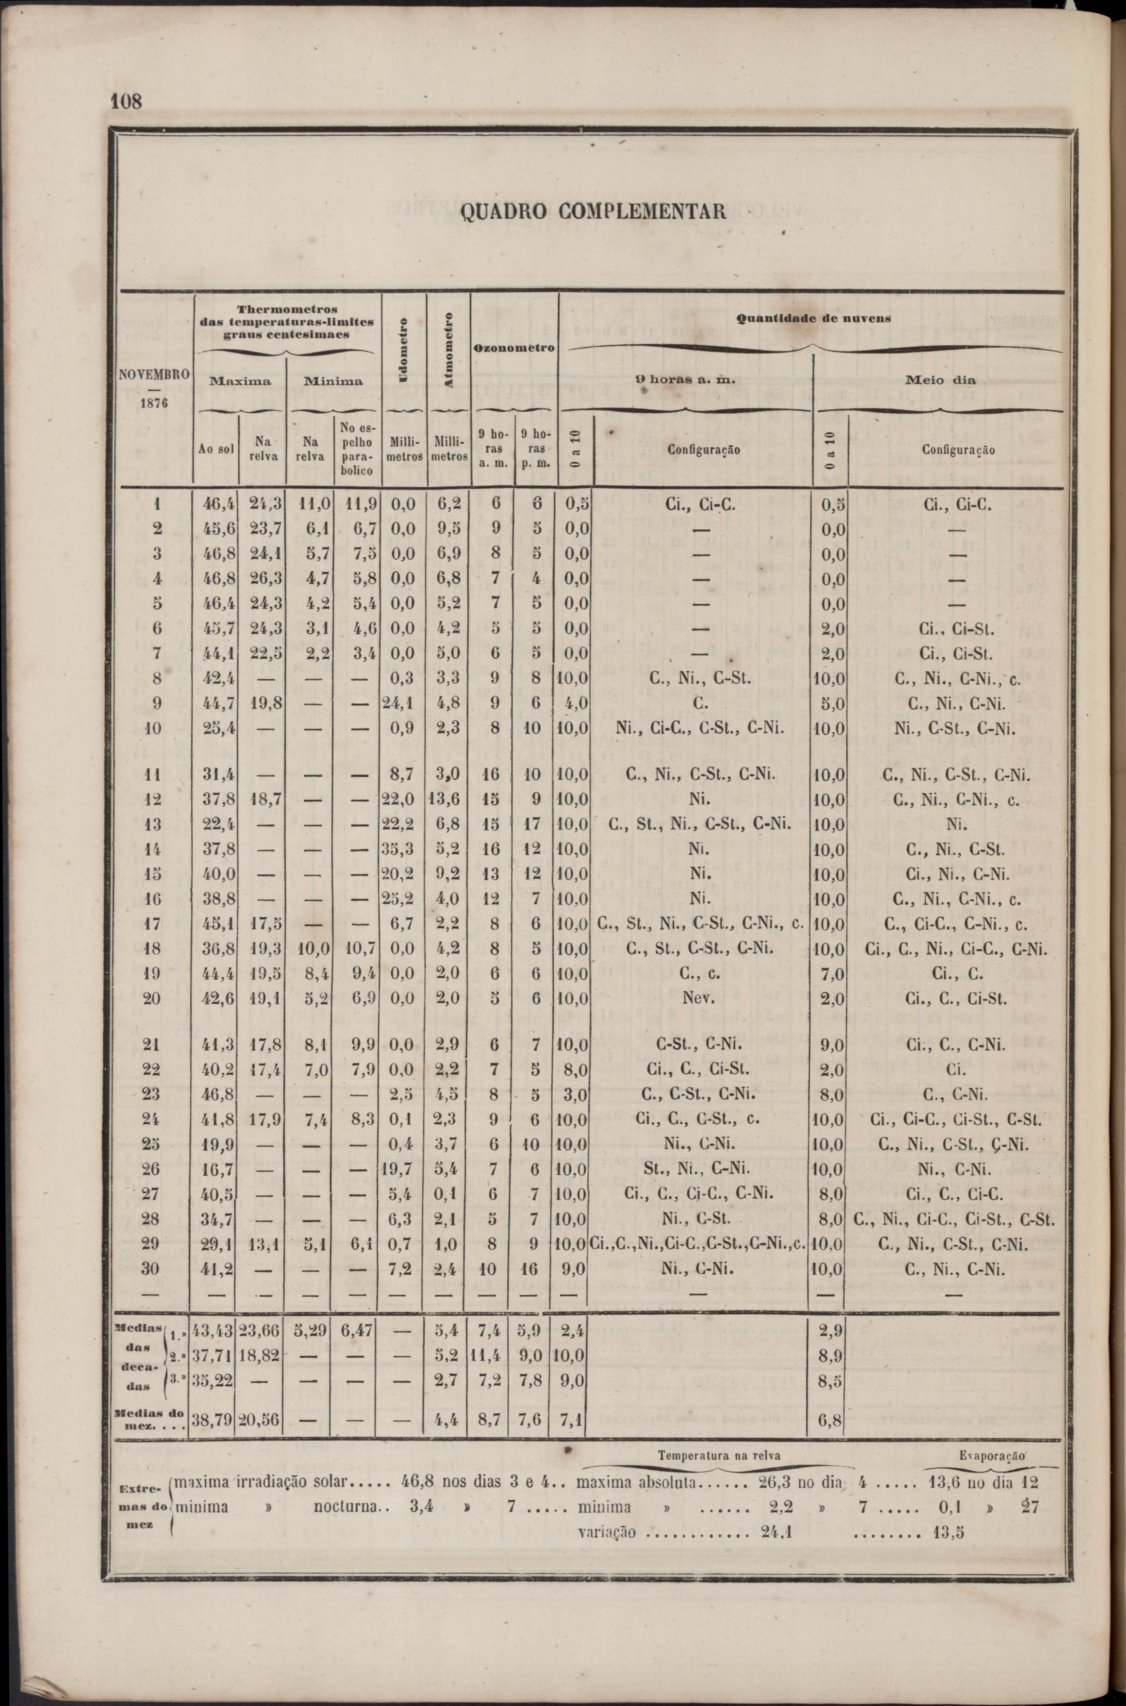 108
QUADRO COMPLEMENTAR
NOVEMBRO
—
1876
Thermometros
das temperaturas-limites
graus centesimaes
Udometro
Atmometro
Ozonometro
Quantidade de nuvens
Maxima
Minima
9 horas a. m.
Meio dia
Ao sol
Na relva
Na relva
No espelho parabolico
Millimetros
Millimetros
9 horas a. m.
9 horas p. m.
0 a 10
Configuração
0 a 10
Configuração
1 46,4 24,3 11,0 11,9 0,0 6,2 6 6 0,5 Ci., Ci-C. 0,5 Ci., Ci-C.
2 45,6 23,7 6,1 6,7 0,0 9,5 9 5 0,0 — 0,0 —
3 46,8 24,1 5,7 7,5 0,0 6,9 8 5 0,0 — 0,0 —
4 46,8 26,3 4,7 5,8 0,0 6,8 7 4 0,0 — 0,0 —
5 46,4 24,3 4,2 5,4 0,0 5,2 7 5 0,0 — 0,0 —
6 45,7 24,3 3,1 4,6 0,0 4,2 5 5 0,0 — 2,0 Ci., Ci-St.
7 44,1 22,5 2,2 3,4 0,0 5,0 6 5 0,0 — 2,0 Ci., Ci-St.
8 42,4 — — — 0,3 3,3 9 8 10,0 C., Ni., C-St. 10,0 C., Ni., C-Ni., c.
9 44,7 19,8 — — 24,1 4,8 9 6 4,0 C. 5,0 C., Ni., C-Ni.
10 25,4 — — — 0,9 2,3 8 10 10,0 Ni., Ci-C., C-St., C-Ni. 10,0 Ni., C-St., C-Ni.
11 31,4 — — — 8,7 3,0 16 10 10,0 C., Ni., C-St., C-Ni. 10,0 C., Ni., C-St., C-Ni.
12 37,8 18,7 — — 22,0 13,6 15 9 10,0 Ni. 10,0 C., Ni., C-Ni., c.
13 22,4 — — — 22,2 6,8 15 17 10,0 C., St., Ni., C-St., C-Ni. 10,0 Ni.
14 37,8 — — — 35,3 5,2 16 12 10,0 Ni. 10,0 C., Ni., C-St.
15 40,0 — — — 20,2 9,2 13 12 10,0 Ni. 10,0 Ci., Ni., C-Ni.
16 38,8 — — — 25,2 4,0 12 7 10,0 Ni. 10,0 C., Ni., C-Ni., c.
17 45,1 17,5 — — 6,7 2,2 8 6 10,0 C., St., Ni., C-St., C-Ni., c. 10,0 C., Ci-C., C-Ni., c.
18 36,8 19,3 10,0 10,7 0,0 4,2 8 5 10,0 C., St., C-St., C-Ni. 10,0 Ci., C., Ni., Ci-C., C-Ni.
19 44,4 19,5 8,4 9,4 0,0 2,0 6 6 10,0 C., c. 7,0 Ci., C.
20 42,6 19,1 5,2 6,9 0,0 2,0 5 6 10,0 Nev. 2,0 Ci., C., Ci-St.
21 41,3 17,8 8,1 9,9 0,0 2,9 6 7 10,0 C-St., C-Ni. 9,0 Ci., C., C-Ni.
22 40,2 17,4 7,0 7,9 0,0 2,2 7 5 8,0 Ci., C., Ci-St. 2,0 Ci.
23 46,8 — — — 2,5 4,5 8 5 3,0 C., C-St., C-Ni. 8,0 C., C-Ni.
24 41,8 17,9 7,4 8,3 0,1 2,3 9 6 10,0 Ci., C., C-St., c. 10,0 Ci., Ci-C., Ci-St., C-St.
25 19,9 — — — 0,4 3,7 6 10 10,0 Ni., C-Ni. 10,0 C., Ni., C-St., C-Ni.
26 16,7 — — — 19,7 5,4 7 6 10,0 St., Ni., C-Ni. 10,0 Ni., C-Ni.
27 40,5 — — — 5,4 0,1 6 7 10,0 Ci., C., Ci-C., C-Ni. 8,0 Ci., C., Ci-C.
28 34,7 — — — 6,3 2,1 5 7 10,0 Ni., C-St. 8,0 C., Ni., Ci-C., Ci-St., C-St.
29 29,1 13,1 5,1 6,1 0,7 1,0 8 9 10,0 Ci.,C.,Ni.,Ci-C.,C-St.,C-Ni.,c. 10,0 C., Ni., C-St., C-Ni.
30 41,2 — — — 7,2 2,4 10 16 9,0 Ni., C-Ni. 10,0 C., Ni., C-Ni.
— — — — — — — — — — — — —
Medias das decadas
1.ª 43,43 23,66 5,29 6,47 — 5,4 7,4 5,9 2,4 2,9
2.ª 37,71 18,82 — — — 5,2 11,4 9,0 10,0 8,9
3.ª 35,22 — — — — 2,7 7,2 7,8 9,0 8,5
Medias do mez.... 38,79 20,56 — — — 4,4 8,7 7,6 7,1 6,8
Temperatura na relva Evaporação
Extremas do mez
maxima irradiação solar..... 46,8 nos dias 3 e 4.. maxima absoluta...... 26,3 no dia 4 ..... 13,6 no dia 12
minima » nocturna.. 3,4 » 7 ..... minima » ...... 2,2 » 7 ..... 0,1 » 27
variação ............ 24,1 ........ 13,5